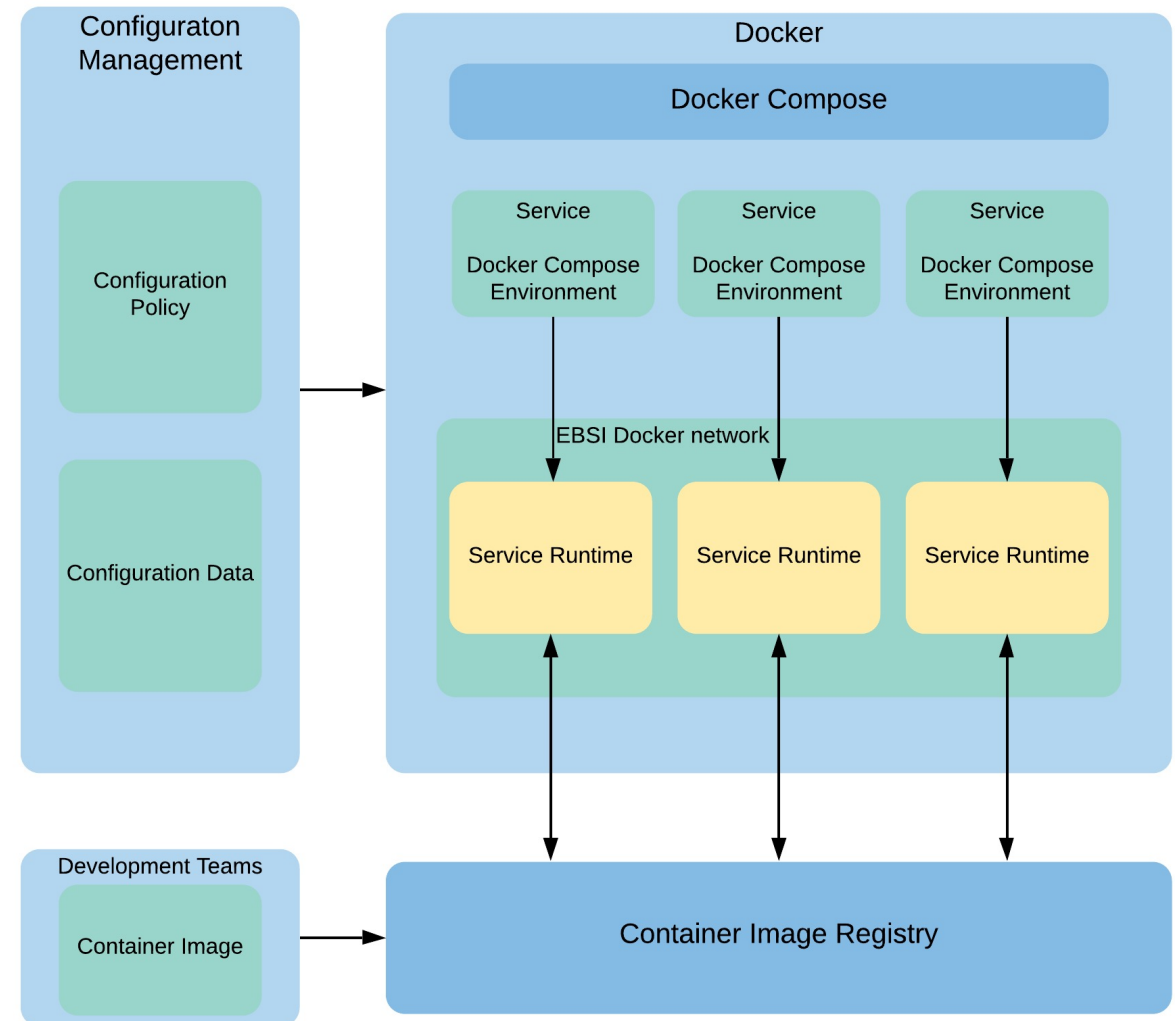 Configuraton
Management
Configuration
Policy
Configuration Data
Docker
Docker Compose
Service
Docker Compose
Environment
Service
Docker Compose
Environment
Service
Docker Compose
Environment
EBSI Docker network
Service Runtime
Service Runtime
Service Runtime
Development Teams
Container Image
Container Image Registry